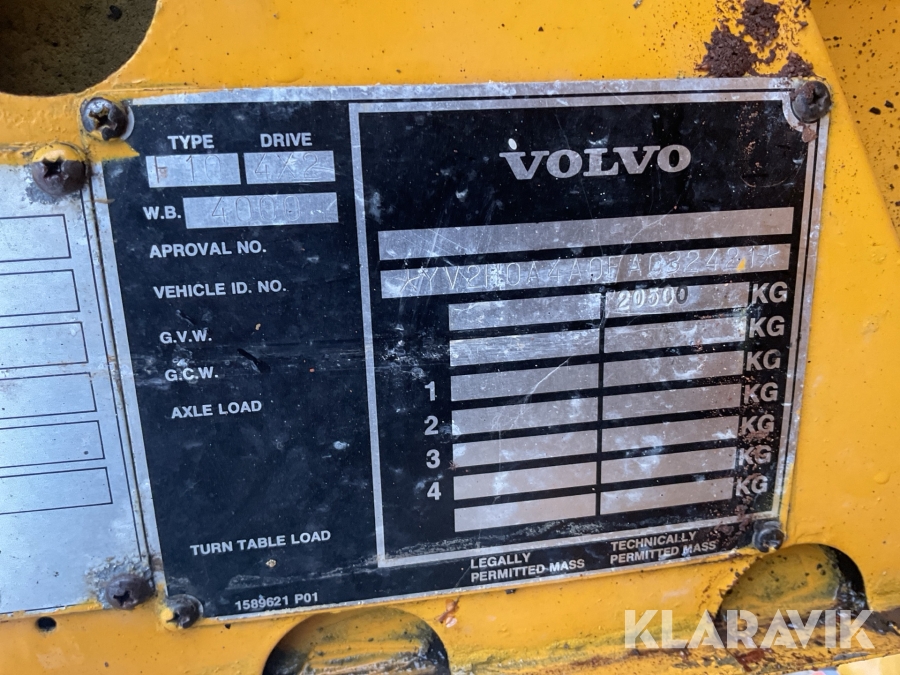 TYPE DRIVE
4X2
W.B. 4000
VOLVO
APROVAL NO.
VEHICLE ID. NO.
G.V.W. 20500 KG
G.C.W. KG
AXLE LOAD 1 KG
2 KG
3 KG
4 KG
TURN TABLE LOAD
LEGALLY PERMITTED MASS
TECHNICALLY PERMITTED MASS
1589621 P01
KLARAVIK